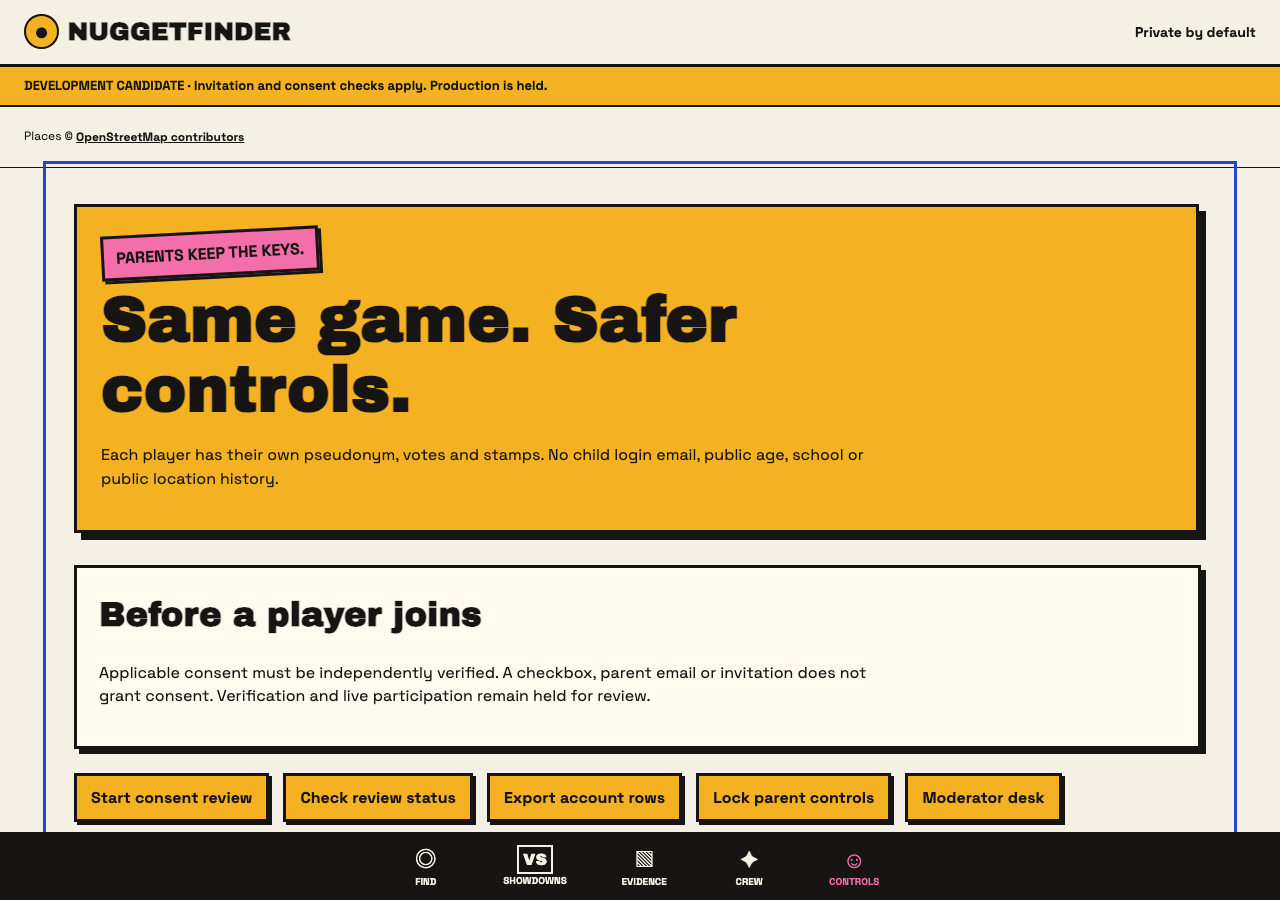 NUGGETFINDER
Private by default
DEVELOPMENT CANDIDATE · Invitation and consent checks apply. Production is held.
Places © OpenStreetMap contributors
PARENTS KEEP THE KEYS.
Same game. Safer
controls.
Each player has their own pseudonym, votes and stamps. No child login email, public age, school or
public location history.
Before a player joins
Applicable consent must be independently verified. A checkbox, parent email or invitation does not
grant consent. Verification and live participation remain held for review.
Start consent review
Check review status
Export account rows
Lock parent controls
Moderator desk
VS
FIND
SHOWDOWNS
EVIDENCE
CREW
CONTROLS